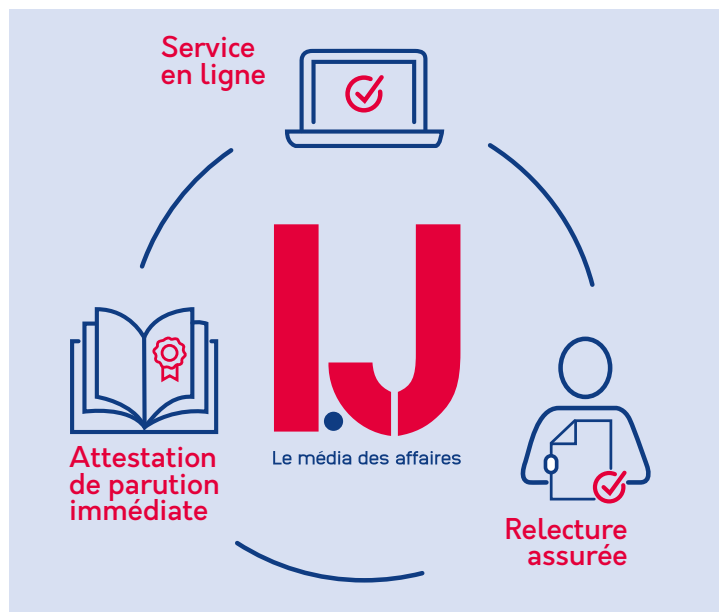 Service
en ligne
I.J
Le média des affaires
Attestation
de parution
immédiate
Relecture
assurée